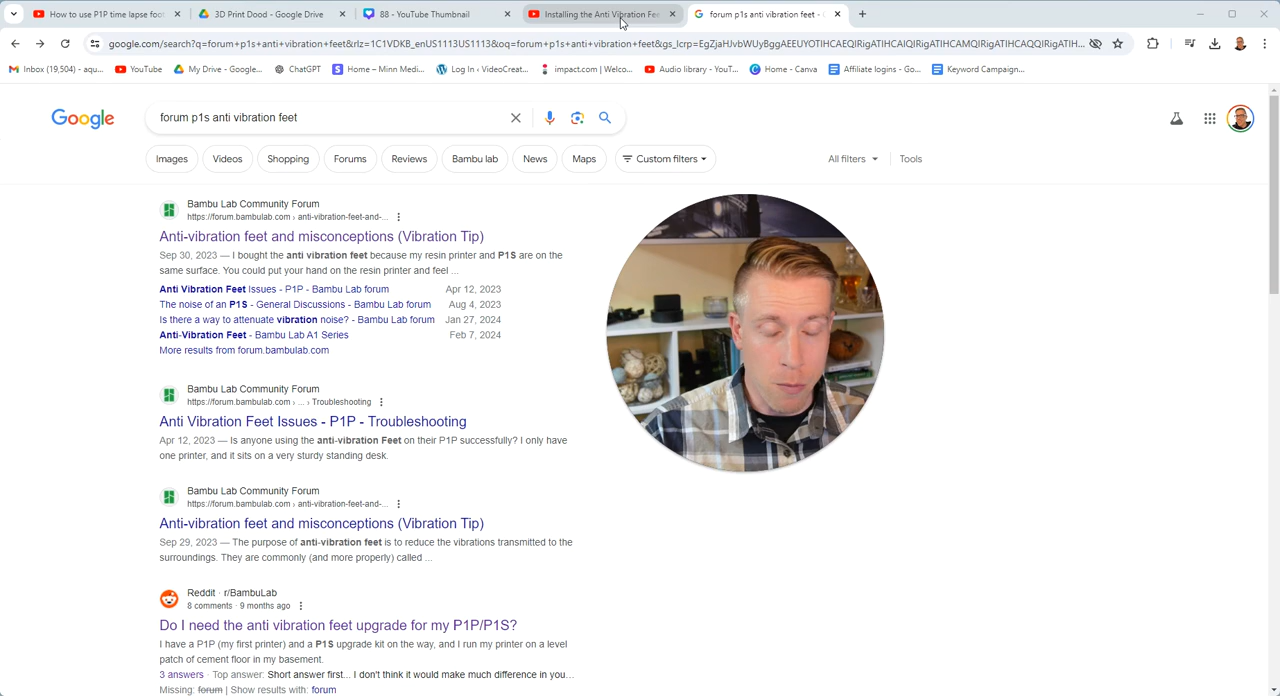 How to use P1P time lapse foot
3D Print Dood - Google Drive
88 - YouTube Thumbnail
Installing the Anti Vibration Fee
forum p1s anti vibration feet -
google.com/search?q=forum+p1s+anti+vibration+feet&rlz=1C1VDKB_enUS1113US1113&oq=forum+p1s+anti+vibration+feet&gs_lcrp=EgZjaHJvbWUyBggAEEUYOTIHCAEQIRigATIHCAIQIRigATIHCAMQIRigATIHCAQQIRigATIHCAUQIRigATIH...
Inbox (19,504) - aqu...
YouTube
My Drive - Google...
ChatGPT
Home – Minn Medi...
Log In ‹ VideoCreat...
impact.com | Welco...
Audio library - YouT...
Home - Canva
Affiliate logins - Go...
Keyword Campaign...
Google
forum p1s anti vibration feet
Images
Videos
Shopping
Forums
Reviews
Bambu lab
News
Maps
Custom filters
All filters
Tools
Bambu Lab Community Forum
https://forum.bambulab.com › anti-vibration-feet-and-...
Anti-vibration feet and misconceptions (Vibration Tip)
Sep 30, 2023 — I bought the anti vibration feet because my resin printer and P1S are on the
same surface. You could put your hand on the resin printer and feel ...
Anti Vibration Feet Issues - P1P - Bambu Lab forum Apr 12, 2023
The noise of an P1S - General Discussions - Bambu Lab forum Aug 4, 2023
Is there a way to attenuate vibration noise? - Bambu Lab forum Jan 27, 2024
Anti-Vibration Feet - Bambu Lab A1 Series Feb 7, 2024
More results from forum.bambulab.com
Bambu Lab Community Forum
https://forum.bambulab.com › ... › Troubleshooting
Anti Vibration Feet Issues - P1P - Troubleshooting
Apr 12, 2023 — Is anyone using the anti-vibration Feet on their P1P successfully? I only have
one printer, and it sits on a very sturdy standing desk.
Bambu Lab Community Forum
https://forum.bambulab.com › anti-vibration-feet-and-...
Anti-vibration feet and misconceptions (Vibration Tip)
Sep 29, 2023 — The purpose of anti-vibration feet is to reduce the vibrations transmitted to the
surroundings. They are commonly (and more properly) called ...
Reddit · r/BambuLab
8 comments · 9 months ago
Do I need the anti vibration feet upgrade for my P1P/P1S?
I have a P1P (my first printer) and a P1S upgrade kit on the way, and I run my printer on a level
patch of cement floor in my basement.
3 answers · Top answer: Short answer first... I don't think it would make much difference in you...
Missing: forum | Show results with: forum